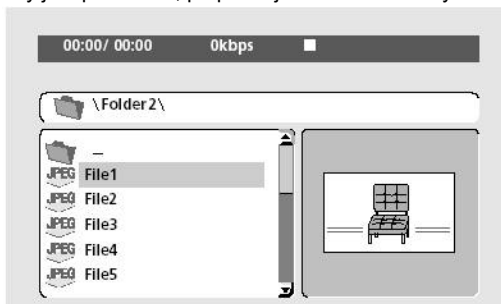 00:00/ 00:00 0kbps
\Folder2\
–
JPEG File1
JPEG File2
JPEG File3
JPEG File4
JPEG File5